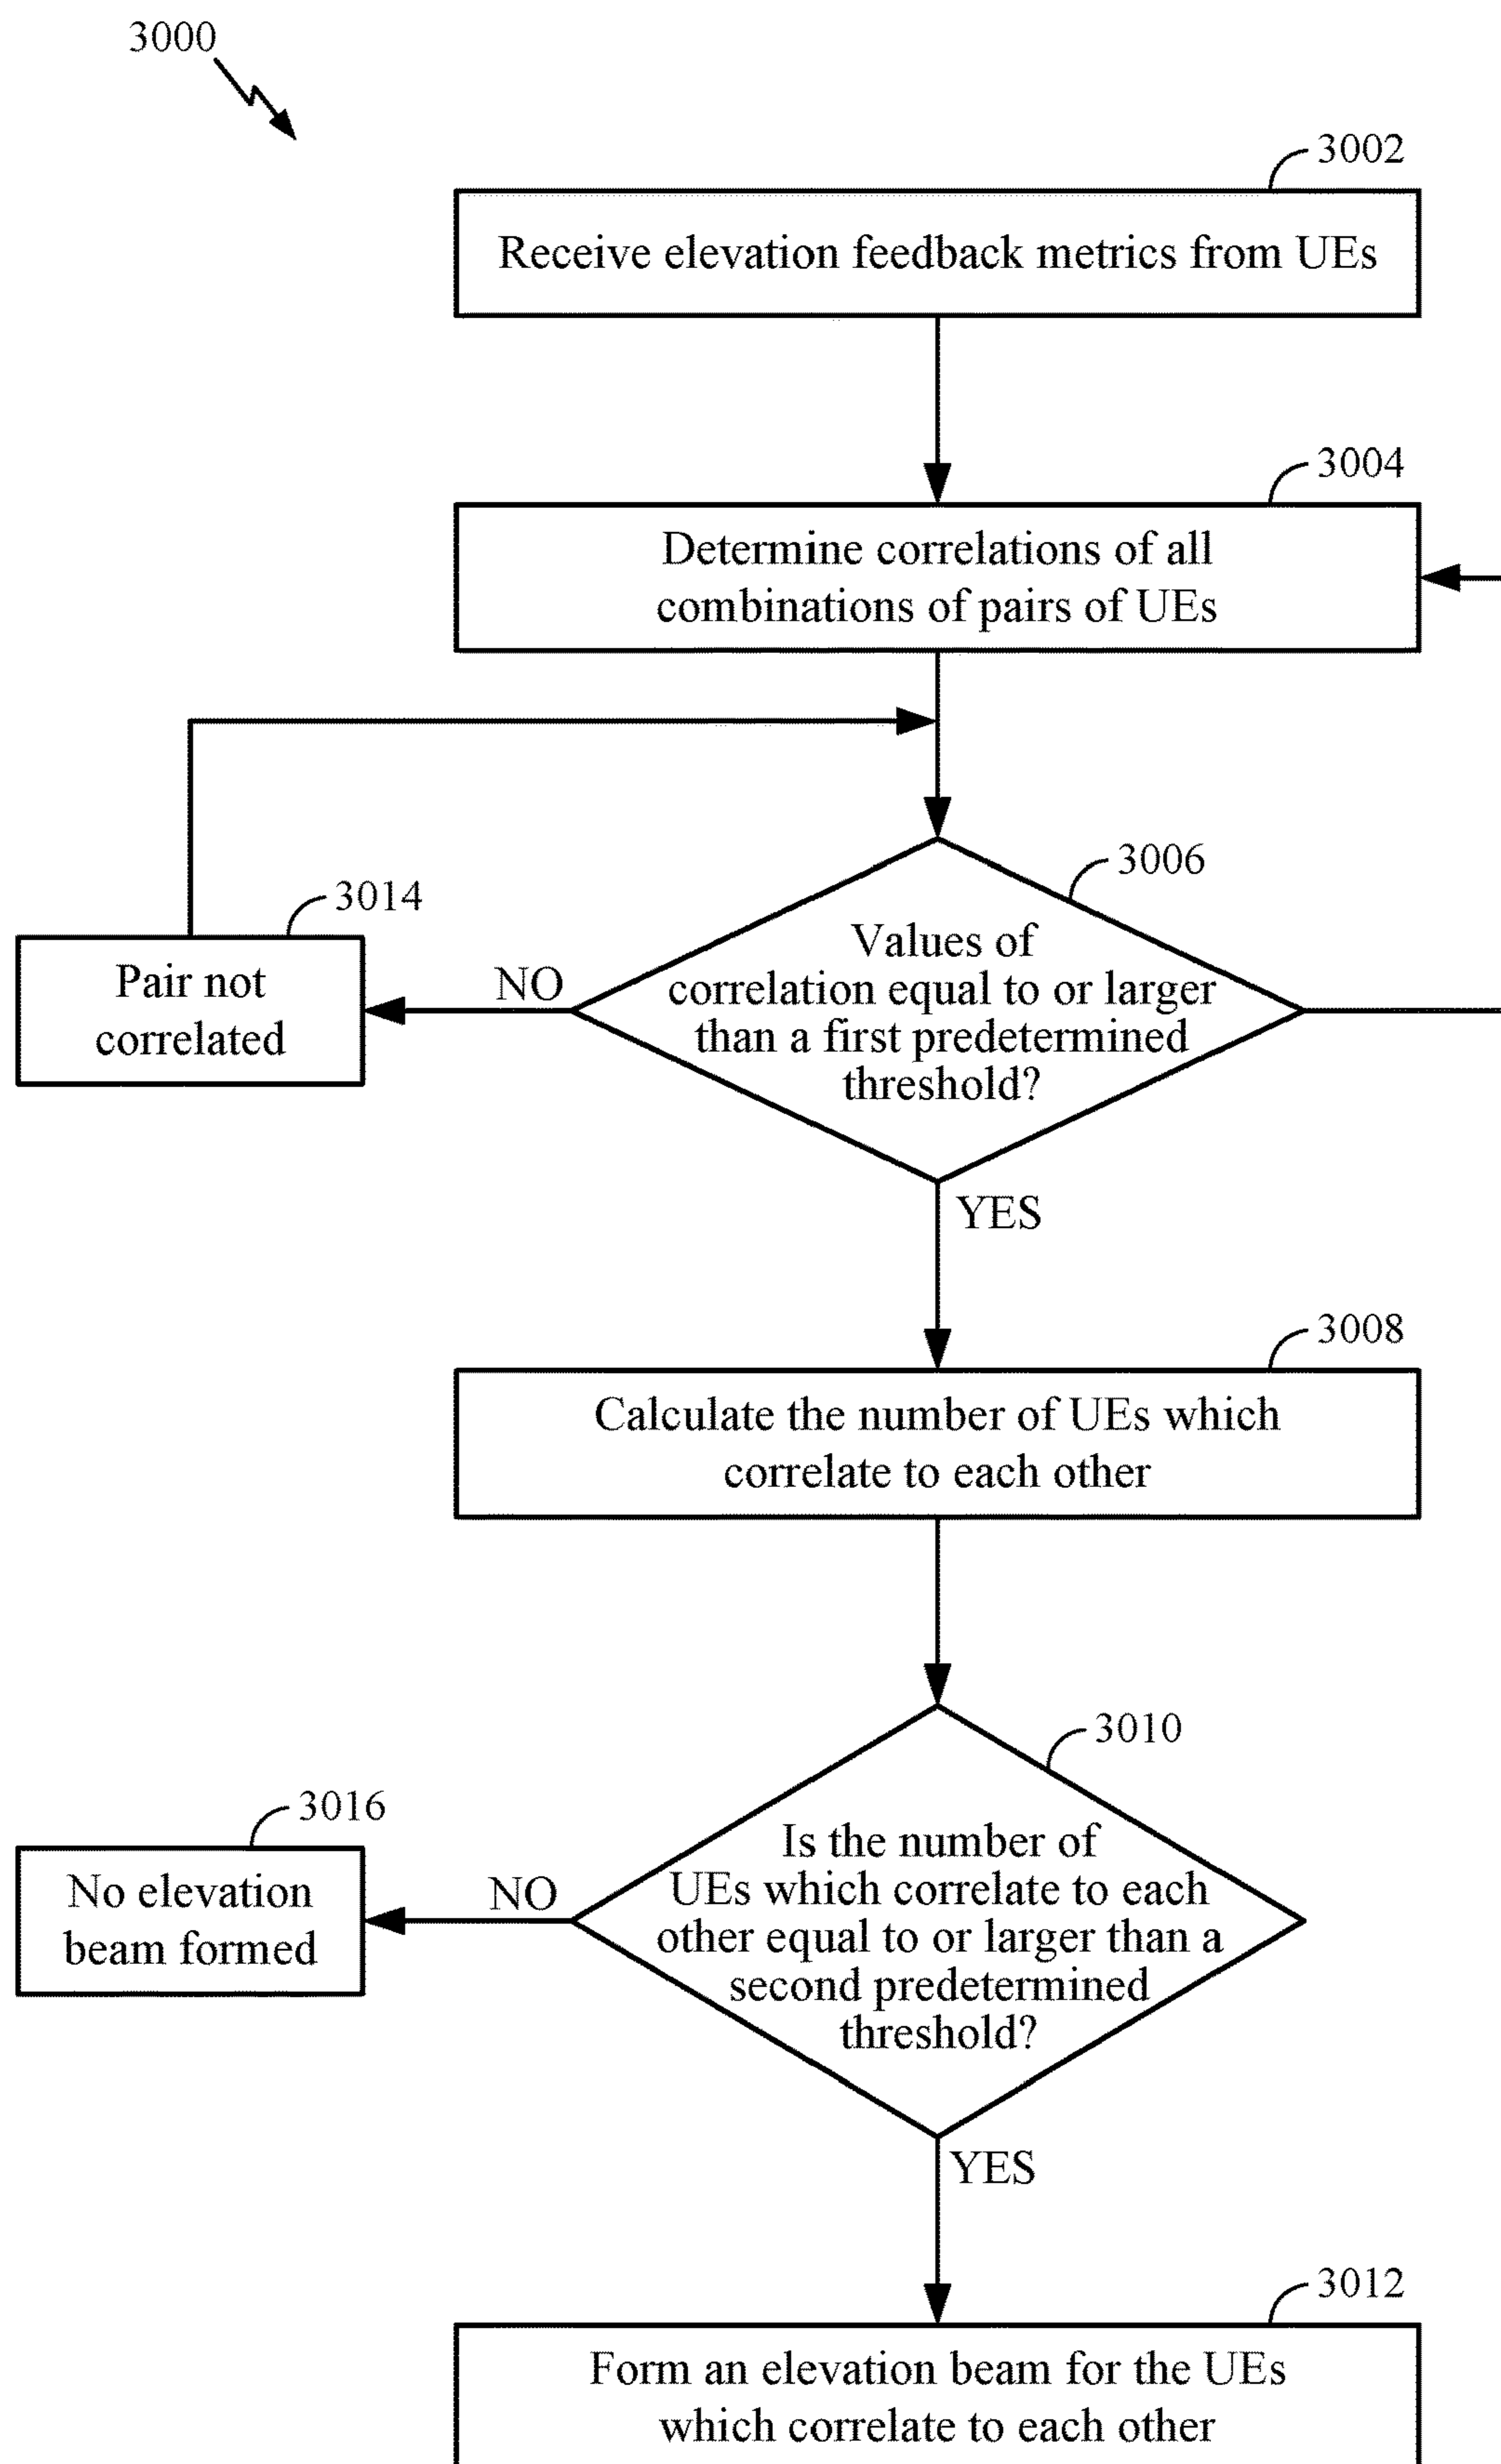 3000
3002
Receive elevation feedback metrics from UEs
3004
Determine correlations of all
combinations of pairs of UEs
3006
Values of
correlation equal to or larger
than a first predetermined
threshold?
NO
3014
Pair not
correlated
YES
3008
Calculate the number of UEs which
correlate to each other
3010
Is the number of
UEs which correlate to each
other equal to or larger than a
second predetermined
threshold?
NO
3016
No elevation
beam formed
YES
3012
Form an elevation beam for the UEs
which correlate to each other